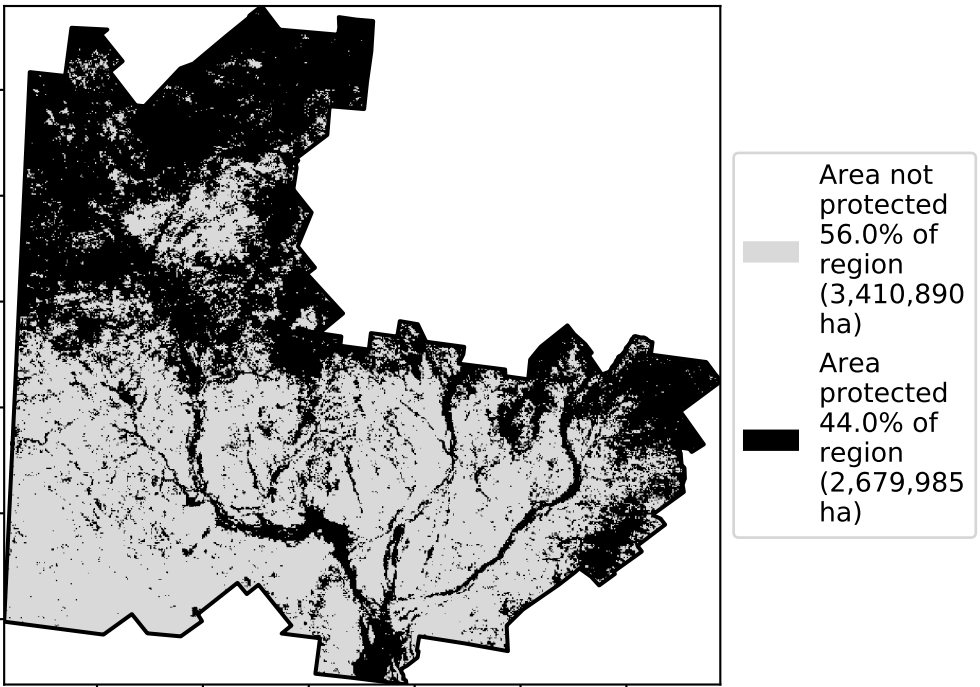 Area not
protected
56.0% of
region
(3,410,890
ha)
Area
protected
44.0% of
region
(2,679,985
ha)